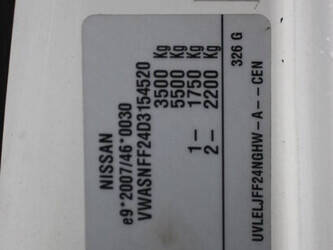 NISSAN
e9*2007/46*0030
VWASNFF24D3154520
3500 Kg
5500 Kg
1 - 1750 Kg
2 - 2200 Kg
326 G
UVLELJFF24NGHW-A--CEN